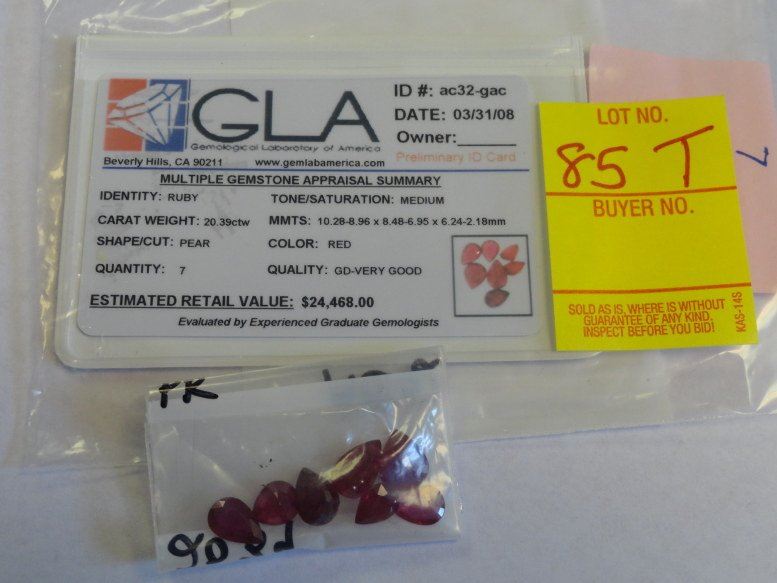 GLA
Gemological Laboratory of America
Beverly Hills, CA 90211 www.gemlabamerica.com
ID #: ac32-gac
DATE: 03/31/08
Owner:______
Preliminary ID Card
MULTIPLE GEMSTONE APPRAISAL SUMMARY
IDENTITY: RUBY TONE/SATURATION: MEDIUM
CARAT WEIGHT: 20.39ctw MMTS: 10.28-8.96 x 8.48-6.95 x 6.24-2.18mm
SHAPE/CUT: PEAR COLOR: RED
QUANTITY: 7 QUALITY: GD-VERY GOOD
ESTIMATED RETAIL VALUE: $24,468.00
Evaluated by Experienced Graduate Gemologists
LOT NO.
85 T
BUYER NO.
SOLD AS IS, WHERE IS WITHOUT
GUARANTEE OF ANY KIND.
INSPECT BEFORE YOU BID!
KAS-14S